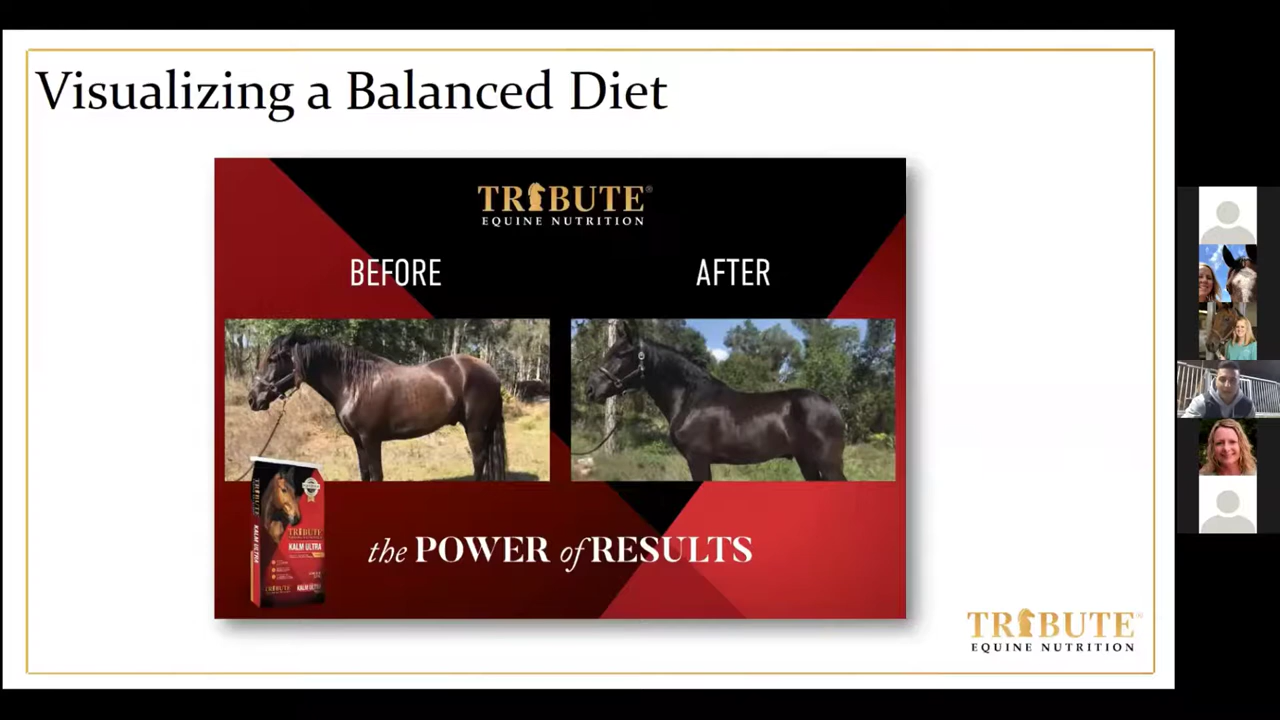 Visualizing a Balanced Diet
TRIBUTE®
EQUINE NUTRITION
BEFORE
AFTER
TRIBUTE
KALM ULTRA
the POWER of RESULTS
TRIBUTE®
EQUINE NUTRITION